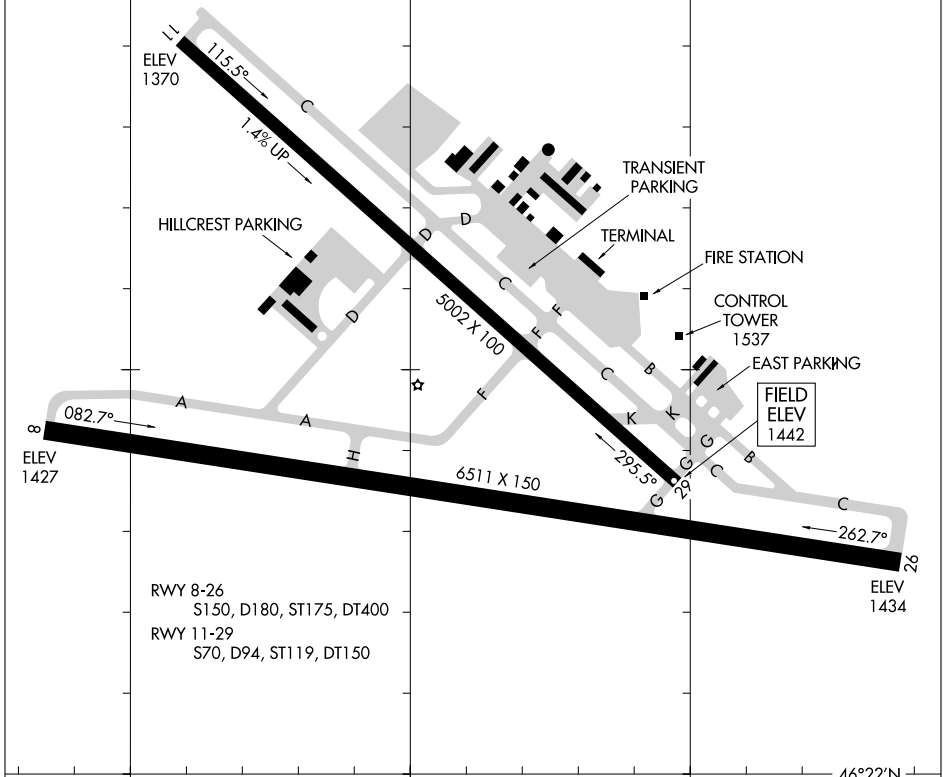 11
ELEV
1370
115.5°
C
1.4% UP
TRANSIENT
PARKING
D
HILLCREST PARKING
D
TERMINAL
FIRE STATION
C
CONTROL
TOWER
1537
D
5002 X 100
F
F
B
EAST PARKING
C
FIELD
ELEV
1442
A
F
K
K
082.7°
A
8
H
G
B
ELEV
1427
295.5°
G
C
29
6511 X 150
G
C
262.7°
26
RWY 8-26
S150, D180, ST175, DT400
ELEV
1434
RWY 11-29
S70, D94, ST119, DT150
46°22'N